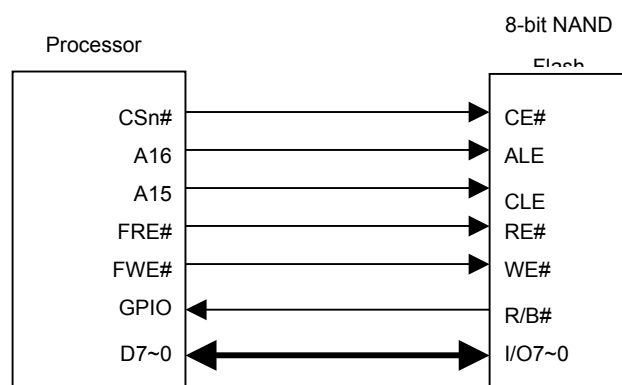 Processor
8-bit NAND
Flash
CSn#
CE#
A16
ALE
A15
CLE
FRE#
RE#
FWE#
WE#
GPIO
R/B#
D7~0
I/O7~0